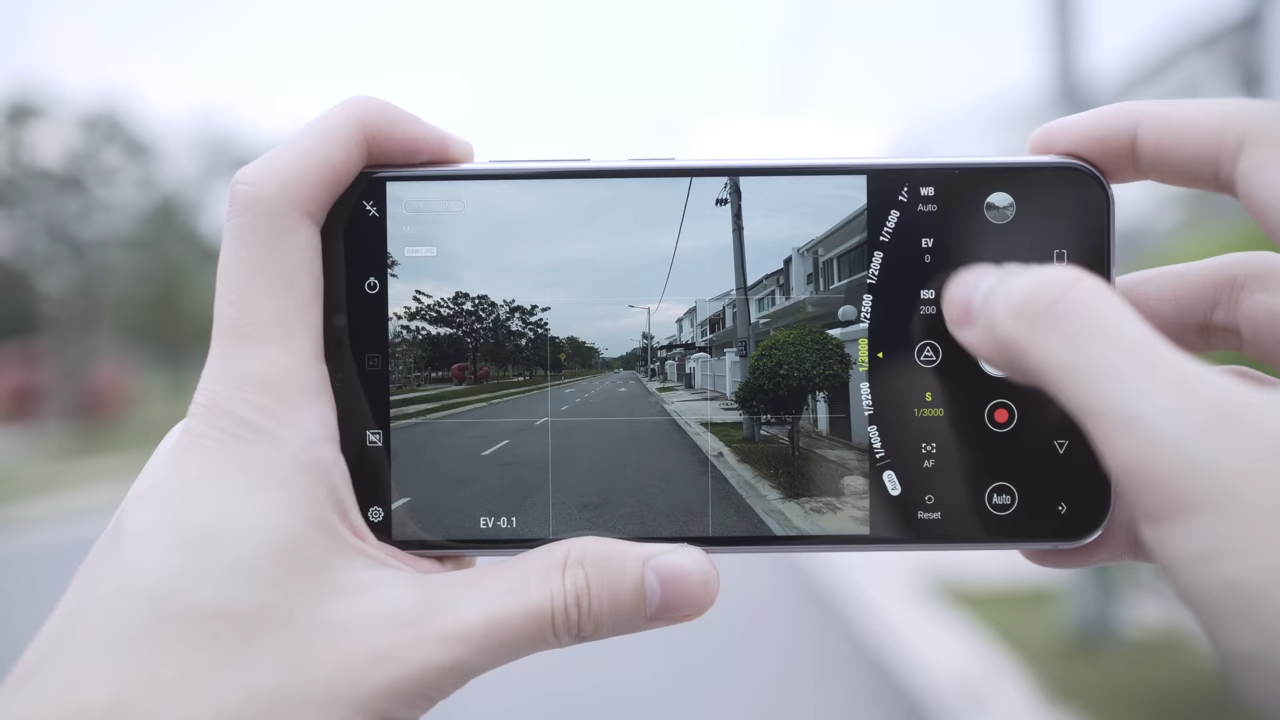 EV -0.1
1/1600
1/2000
1/2500
1/3000
1/3200
1/4000
Auto
WB
Auto
EV
0
ISO
200
S
1/3000
AF
Reset
Auto